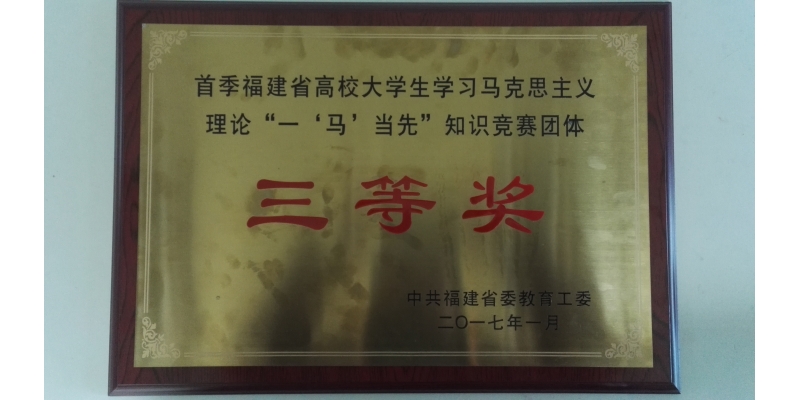 首季福建省高校大学生学习马克思主义
理论“一‘马’当先”知识竞赛团体
三等奖
中共福建省委教育工委
二〇一七年一月